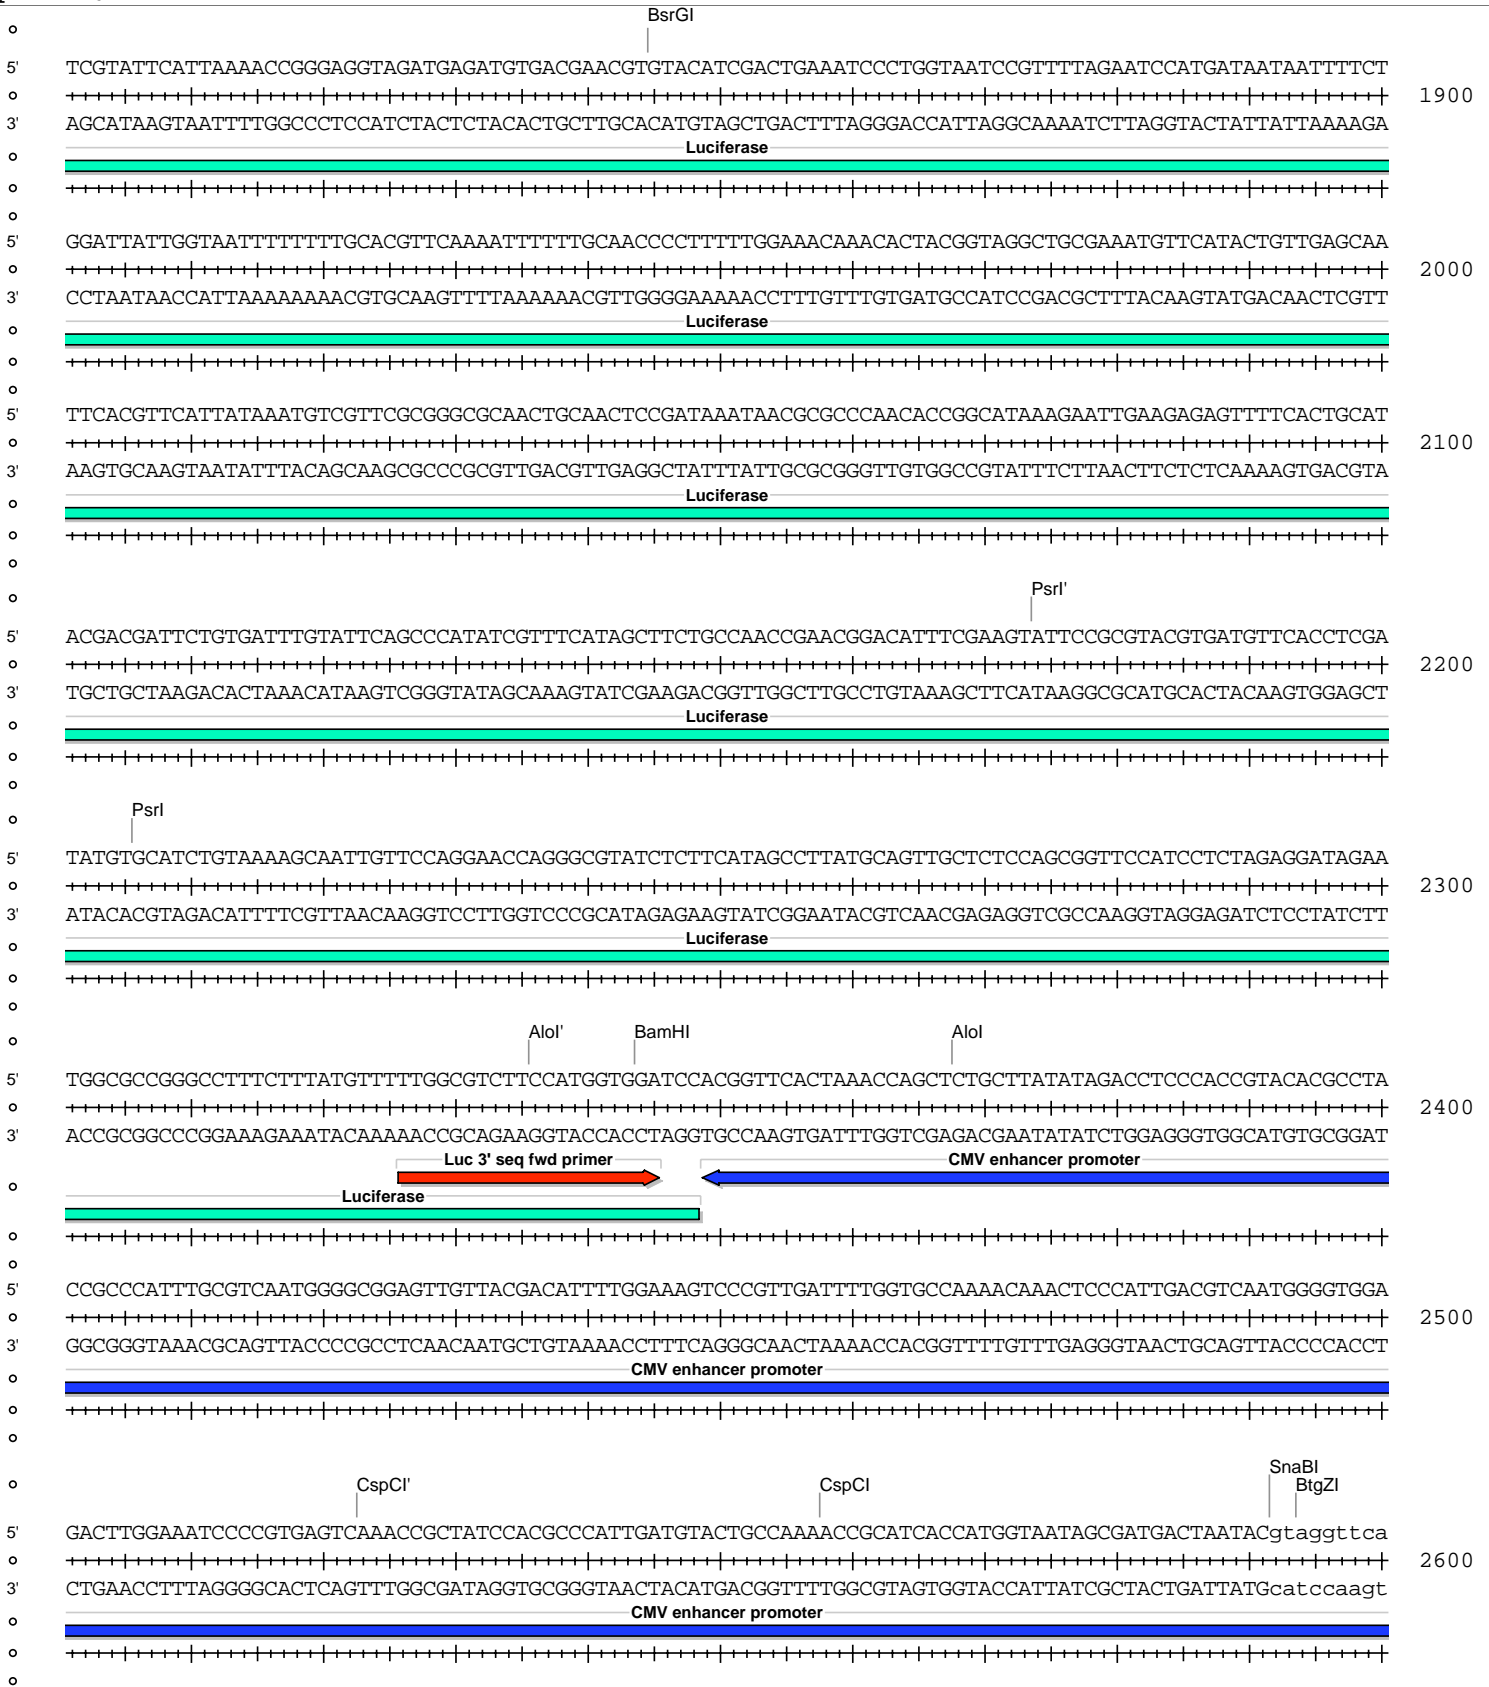 BsrGI
5' TCGTATTCATTAAAACCGGGAGGTAGATGAGATGTGACGAACGTGTACATCGACTGAAATCCCTGGTAATCCGTTTTAGAATCCATGATAATAATTTTCT
1900
3' AGCATAAGTAATTTTGGCCCTCCATCTACTCTACACTGCTTGCACATGTAGCTGACTTTAGGGACCATTAGGCAAAATCTTAGGTACTATTATTAAAAGA
Luciferase
5' GGATTATTGGTAATTTTTTTTGCACGTTCAAAATTTTTTGCAACCCCTTTTTGGAAACAAACACTACGGTAGGCTGCGAAATGTTCATACTGTTGAGCAA
2000
3' CCTAATAACCATTAAAAAAAACGTGCAAGTTTTAAAAAACGTTGGGGAAAAACCTTTGTTTGTGATGCCATCCGACGCTTTACAAGTATGACAACTCGTT
Luciferase
5' TTCACGTTCATTATAAATGTCGTTCGCGGGCGCAACTGCAACTCCGATAAATAACGCGCCCAACACCGGCATAAAGAATTGAAGAGAGTTTTCACTGCAT
2100
3' AAGTGCAAGTAATATTTACAGCAAGCGCCCGCGTTGACGTTGAGGCTATTTATTGCGCGGGTTGTGGCCGTATTTCTTAACTTCTCTCAAAAGTGACGTA
Luciferase
PsrI'
5' ACGACGATTCTGTGATTTGTATTCAGCCCATATCGTTTCATAGCTTCTGCCAACCGAACGGACATTTCGAAGTATTCCGCGTACGTGATGTTCACCTCGA
2200
3' TGCTGCTAAGACACTAAACATAAGTCGGGTATAGCAAAGTATCGAAGACGGTTGGCTTGCCTGTAAAGCTTCATAAGGCGCATGCACTACAAGTGGAGCT
Luciferase
PsrI
5' TATGTGCATCTGTAAAAGCAATTGTTCCAGGAACCAGGGCGTATCTCTTCATAGCCTTATGCAGTTGCTCTCCAGCGGTTCCATCCTCTAGAGGATAGAA
2300
3' ATACACGTAGACATTTTCGTTAACAAGGTCCTTGGTCCCGCATAGAGAAGTATCGGAATACGTCAACGAGAGGTCGCCAAGGTAGGAGATCTCCTATCTT
Luciferase
AloI' BamHI AloI
5' TGGCGCCGGGCCTTTCTTTATGTTTTTGGCGTCTTCCATGGTGGATCCACGGTTCACTAAACCAGCTCTGCTTATATAGACCTCCCACCGTACACGCCTA
2400
3' ACCGCGGCCCGGAAAGAAATACAAAAACCGCAGAAGGTACCACCTAGGTGCCAAGTGATTTGGTCGAGACGAATATATCTGGAGGGTGGCATGTGCGGAT
Luc 3' seq fwd primer CMV enhancer promoter
Luciferase
5' CCGCCCATTTGCGTCAATGGGGCGGAGTTGTTACGACATTTTGGAAAGTCCCGTTGATTTTGGTGCCAAAACAAACTCCCATTGACGTCAATGGGGTGGA
2500
3' GGCGGGTAAACGCAGTTACCCCGCCTCAACAATGCTGTAAAACCTTTCAGGGCAACTAAAACCACGGTTTTGTTTGAGGGTAACTGCAGTTACCCCACCT
CMV enhancer promoter
SnaBI
CspCI' CspCI BtgZI
5' GACTTGGAAATCCCCGTGAGTCAAACCGCTATCCACGCCCATTGATGTACTGCCAAAACCGCATCACCATGGTAATAGCGATGACTAATACgtaggttca
2600
3' CTGAACCTTTAGGGGCACTCAGTTTGGCGATAGGTGCGGGTAACTACATGACGGTTTTGGCGTAGTGGTACCATTATCGCTACTGATTATGcatccaagt
CMV enhancer promoter